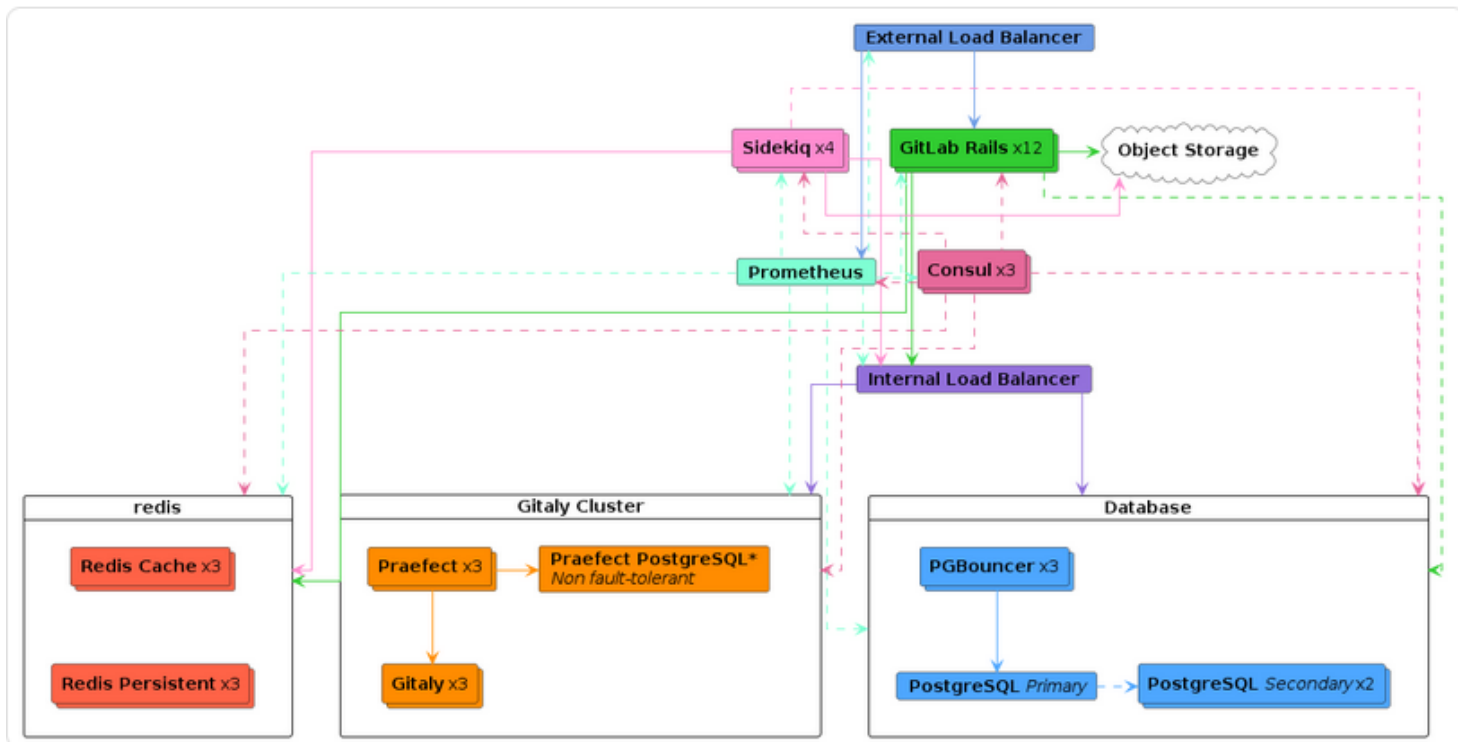 External Load Balancer
Sidekiq x4
GitLab Rails x12
Object Storage
Prometheus
Consul x3
Internal Load Balancer
redis
Gitaly Cluster
Database
Redis Cache x3
Praefect x3
Praefect PostgreSQL*
Non fault-tolerant
PGBouncer x3
Redis Persistent x3
Gitaly x3
PostgreSQL Primary
PostgreSQL Secondary x2